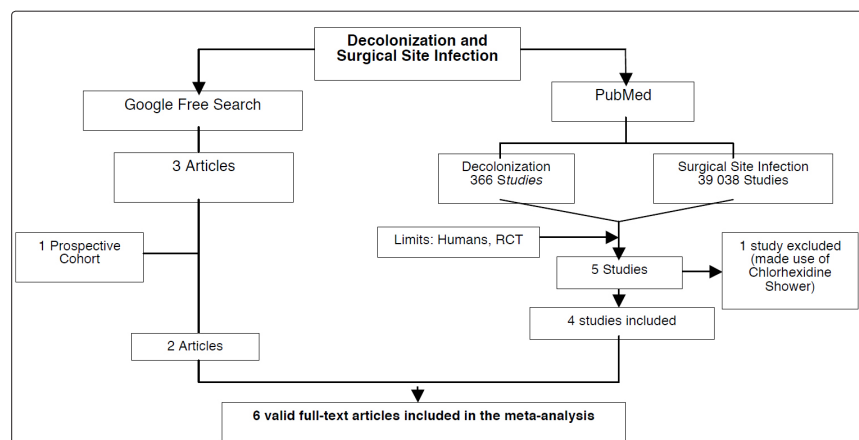 Decolonization and
Surgical Site Infection
Google Free Search
PubMed
3 Articles
Decolonization
366 Studies
Surgical Site Infection
39 038 Studies
1 Prospective
Cohort
Limits: Humans, RCT
5 Studies
1 study excluded
(made use of
Chlorhexidine
Shower)
4 studies included
2 Articles
6 valid full-text articles included in the meta-analysis